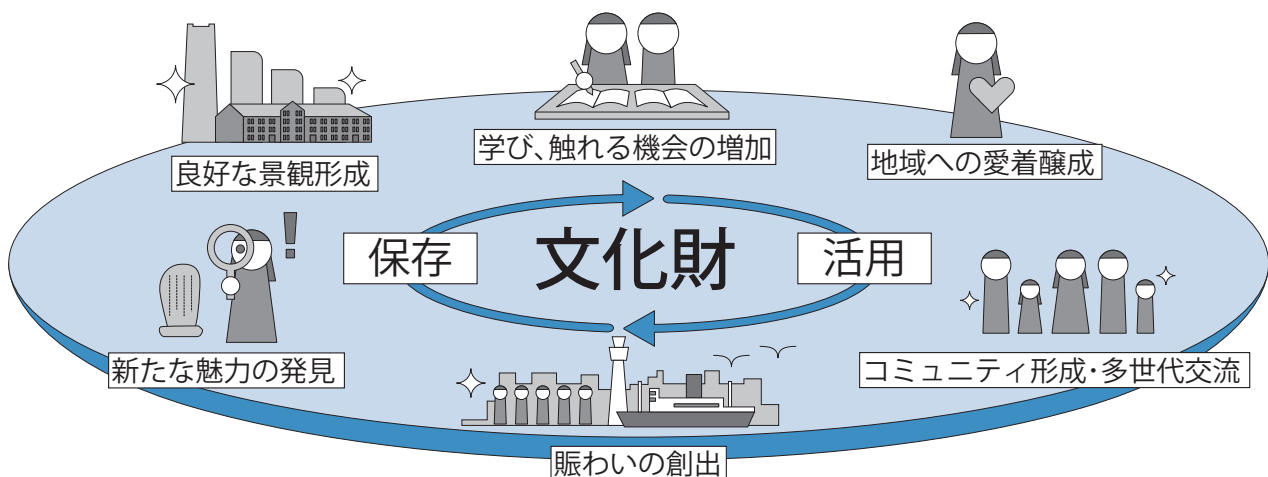 学び、触れる機会の増加
良好な景観形成
地域への愛着醸成
保存
文化財
活用
新たな魅力の発見
コミュニティ形成・多世代交流
賑わいの創出